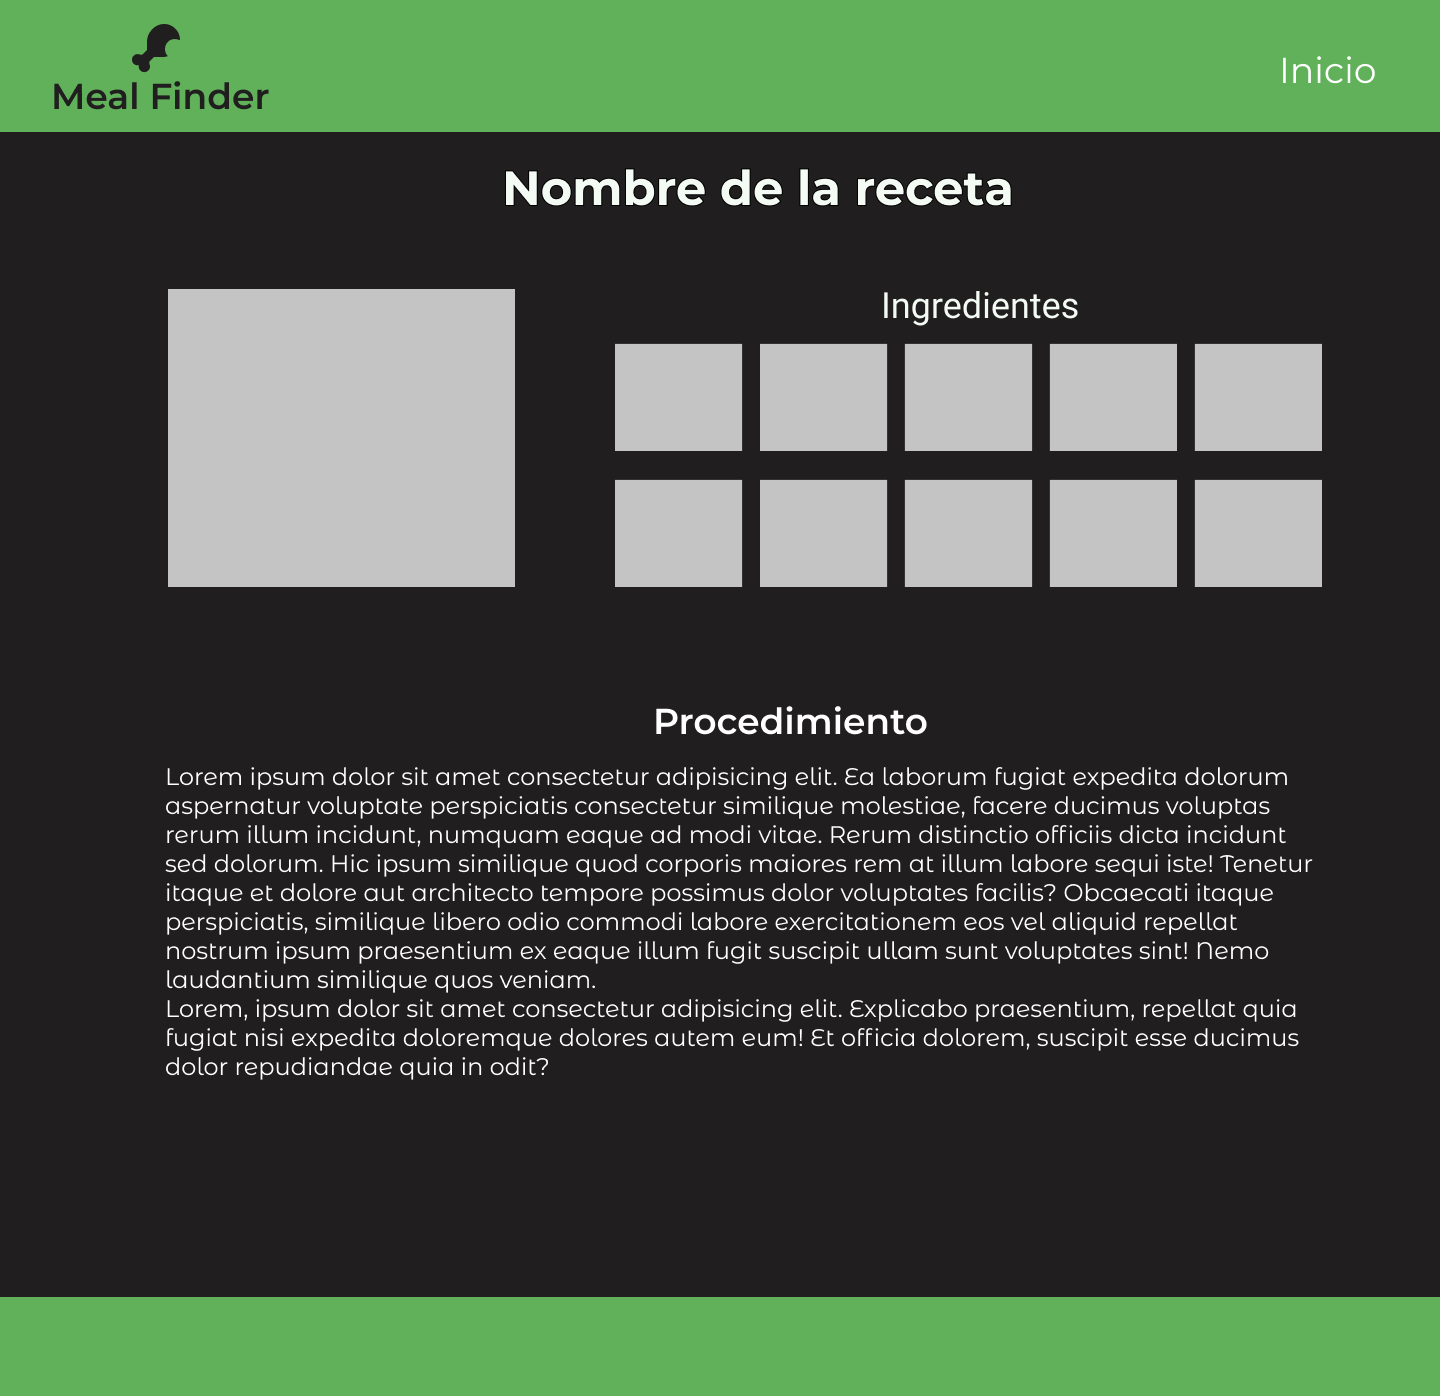 Meal Finder
Inicio
Nombre de la receta
Ingredientes
Procedimiento
Lorem ipsum dolor sit amet consectetur adipisicing elit. Ea laborum fugiat expedita dolorum
aspernatur voluptate perspiciatis consectetur similique molestiae, facere ducimus voluptas
rerum illum incidunt, numquam eaque ad modi vitae. Rerum distinctio officiis dicta incidunt
sed dolorum. Hic ipsum similique quod corporis maiores rem at illum labore sequi iste! Tenetur
itaque et dolore aut architecto tempore possimus dolor voluptates facilis? Obcaecati itaque
perspiciatis, similique libero odio commodi labore exercitationem eos vel aliquid repellat
nostrum ipsum praesentium ex eaque illum fugit suscipit ullam sunt voluptates sint! Nemo
laudantium similique quos veniam.
Lorem, ipsum dolor sit amet consectetur adipisicing elit. Explicabo praesentium, repellat quia
fugiat nisi expedita doloremque dolores autem eum! Et officia dolorem, suscipit esse ducimus
dolor repudiandae quia in odit?